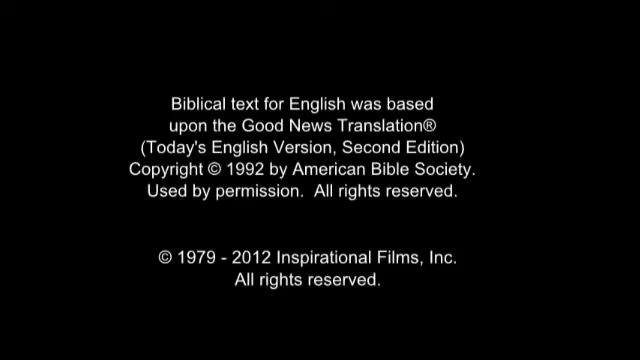 Biblical text for English was based
upon the Good News Translation®
(Today's English Version, Second Edition)
Copyright © 1992 by American Bible Society.
Used by permission.  All rights reserved.
© 1979 - 2012 Inspirational Films, Inc.
All rights reserved.